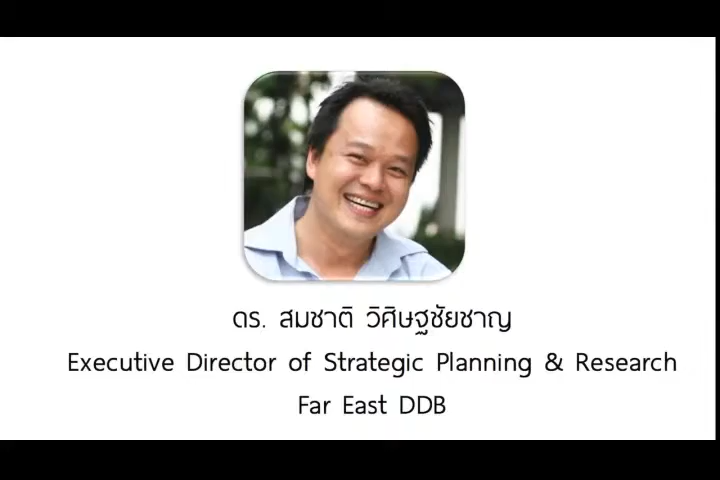 ดร. สมชาติ วิศิษฐชัยชาญ
Executive Director of Strategic Planning & Research
Far East DDB